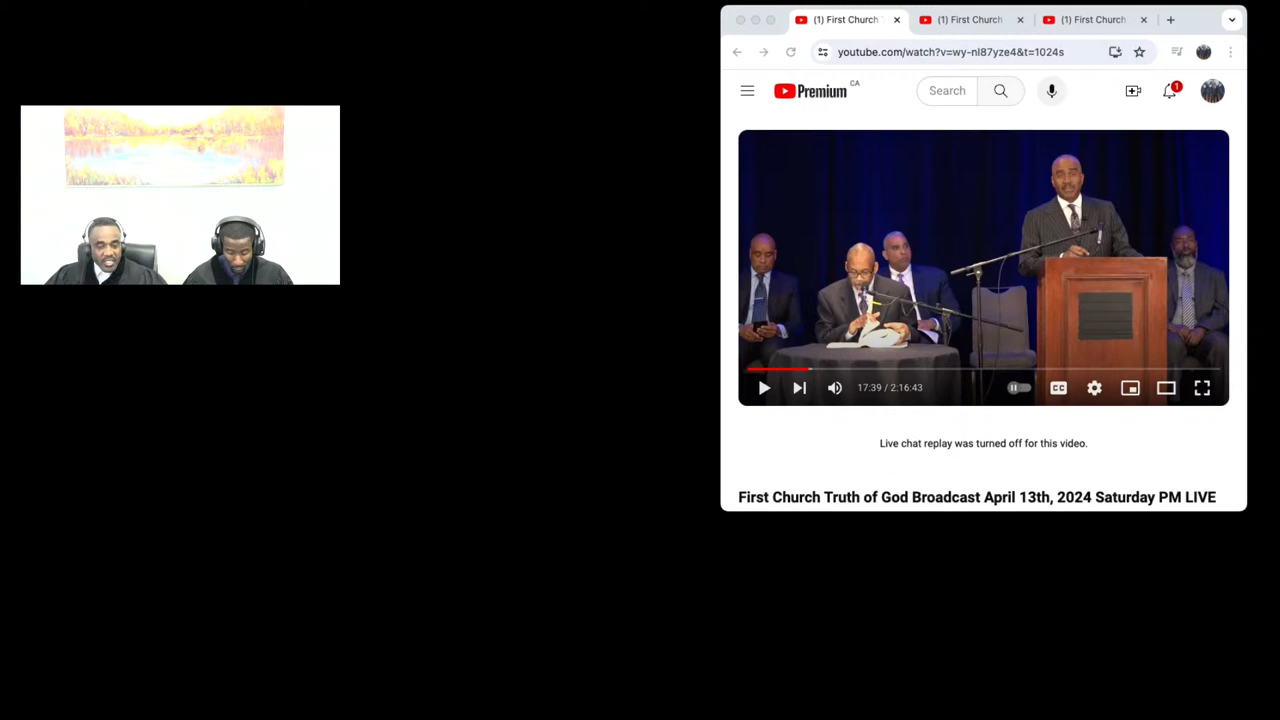 (1) First Church
(1) First Church
(1) First Church
youtube.com/watch?v=wy-nl87yze4&t=1024s
Premium CA
Search
1
17:39 / 2:16:43
CC
Live chat replay was turned off for this video.
First Church Truth of God Broadcast April 13th, 2024 Saturday PM LIVE